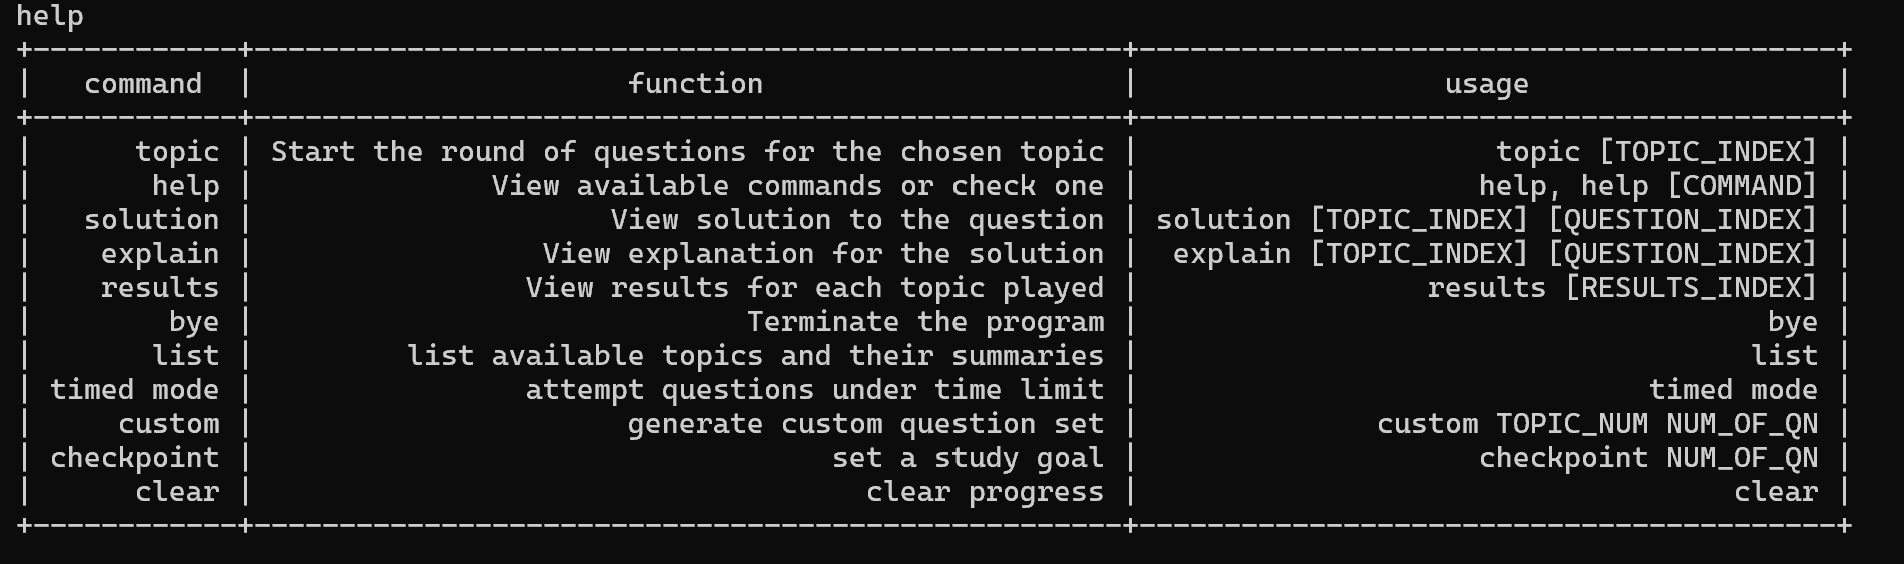 help
+------------+---------------------------------------------------+-----------------------------------------+
|   command  |                      function                     |                  usage                  |
+------------+---------------------------------------------------+-----------------------------------------+
|      topic | Start the round of questions for the chosen topic |                     topic [TOPIC_INDEX] |
|       help |              View available commands or check one |                    help, help [COMMAND] |
|   solution |                     View solution to the question | solution [TOPIC_INDEX] [QUESTION_INDEX] |
|    explain |                 View explanation for the solution |  explain [TOPIC_INDEX] [QUESTION_INDEX] |
|    results |                View results for each topic played |                 results [RESULTS_INDEX] |
|        bye |                             Terminate the program |                                     bye |
|       list |         list available topics and their summaries |                                    list |
| timed mode |                attempt questions under time limit |                              timed mode |
|     custom |                      generate custom question set |              custom TOPIC_NUM NUM_OF_QN |
| checkpoint |                                  set a study goal |                    checkpoint NUM_OF_QN |
|      clear |                                    clear progress |                                   clear |
+------------+---------------------------------------------------+-----------------------------------------+